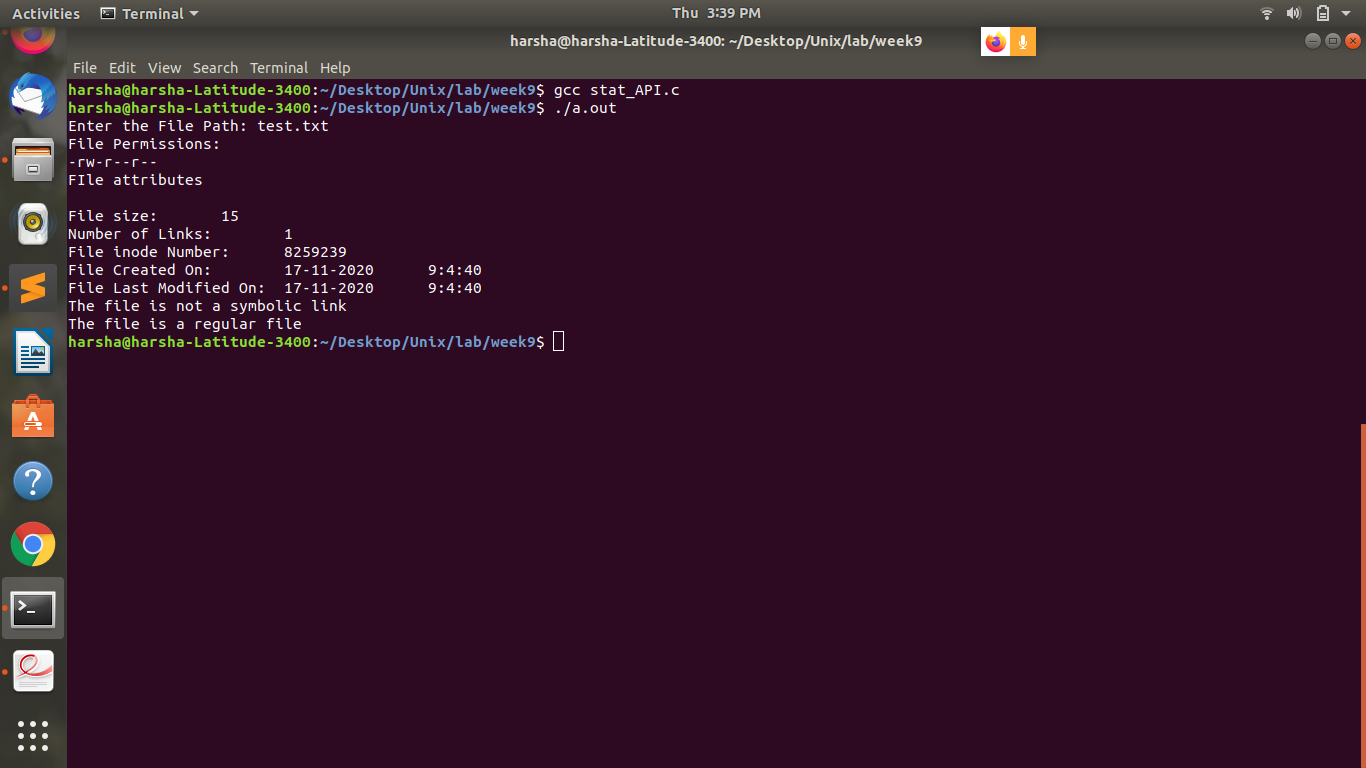 Activities Terminal Thu 3:39 PM
harsha@harsha-Latitude-3400: ~/Desktop/Unix/lab/week9
File Edit View Search Terminal Help
harsha@harsha-Latitude-3400:~/Desktop/Unix/lab/week9$ gcc stat_API.c
harsha@harsha-Latitude-3400:~/Desktop/Unix/lab/week9$ ./a.out
Enter the File Path: test.txt
File Permissions:
-rw-r--r--
FIle attributes
File size: 15
Number of Links: 1
File inode Number: 8259239
File Created On: 17-11-2020 9:4:40
File Last Modified On: 17-11-2020 9:4:40
The file is not a symbolic link
The file is a regular file
harsha@harsha-Latitude-3400:~/Desktop/Unix/lab/week9$